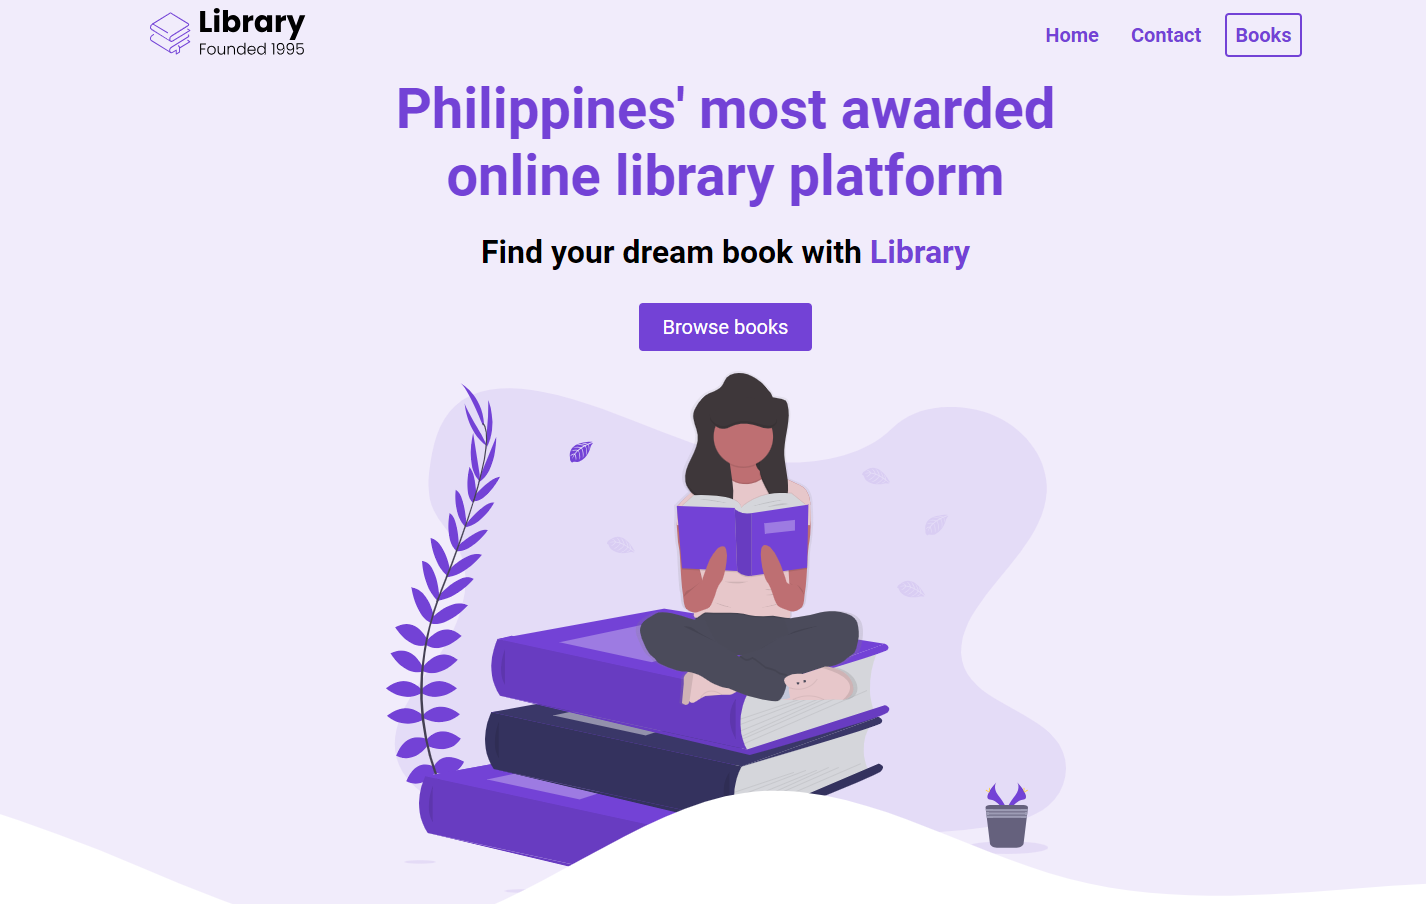 Library
Founded 1995
Home Contact Books
Philippines' most awarded
online library platform
Find your dream book with Library
Browse books